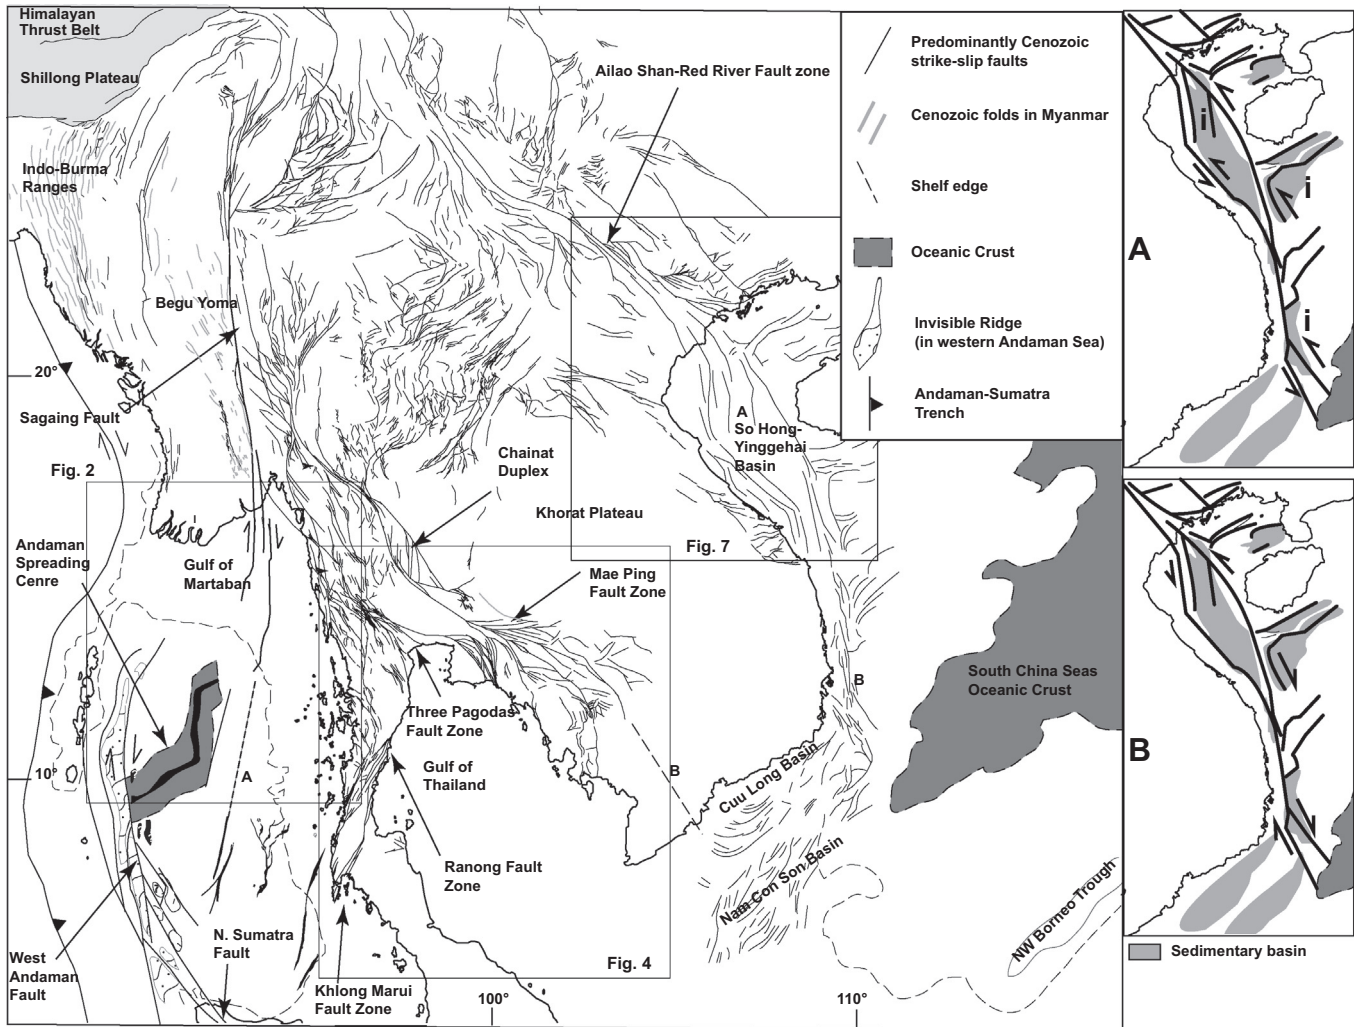 Himalayan
Thrust Belt
Shillong Plateau
Indo-Burma
Ranges
Begu Yoma
20°
Sagaing Fault
Fig. 2
Andaman
Spreading
Cenre
Gulf of
Martaban
10°
A
West
Andaman
Fault
N. Sumatra
Fault
Khlong Marui
Fault Zone
Ailao Shan-Red River Fault zone
A
So Hong-
Yinggehai
Basin
Chainat
Duplex
Khorat Plateau
Fig. 7
Mae Ping
Fault Zone
Three Pagodas
Fault Zone
Gulf of
Thailand
B
B
Ranong Fault
Zone
Cuu Long Basin
Nam Con Son Basin
Fig. 4
100°
110°
South China Seas
Oceanic Crust
NW Borneo Trough
Predominantly Cenozoic
strike-slip faults
Cenozoic folds in Myanmar
Shelf edge
Oceanic Crust
Invisible Ridge
(in western Andaman Sea)
Andaman-Sumatra
Trench
i
i
A
i
B
Sedimentary basin